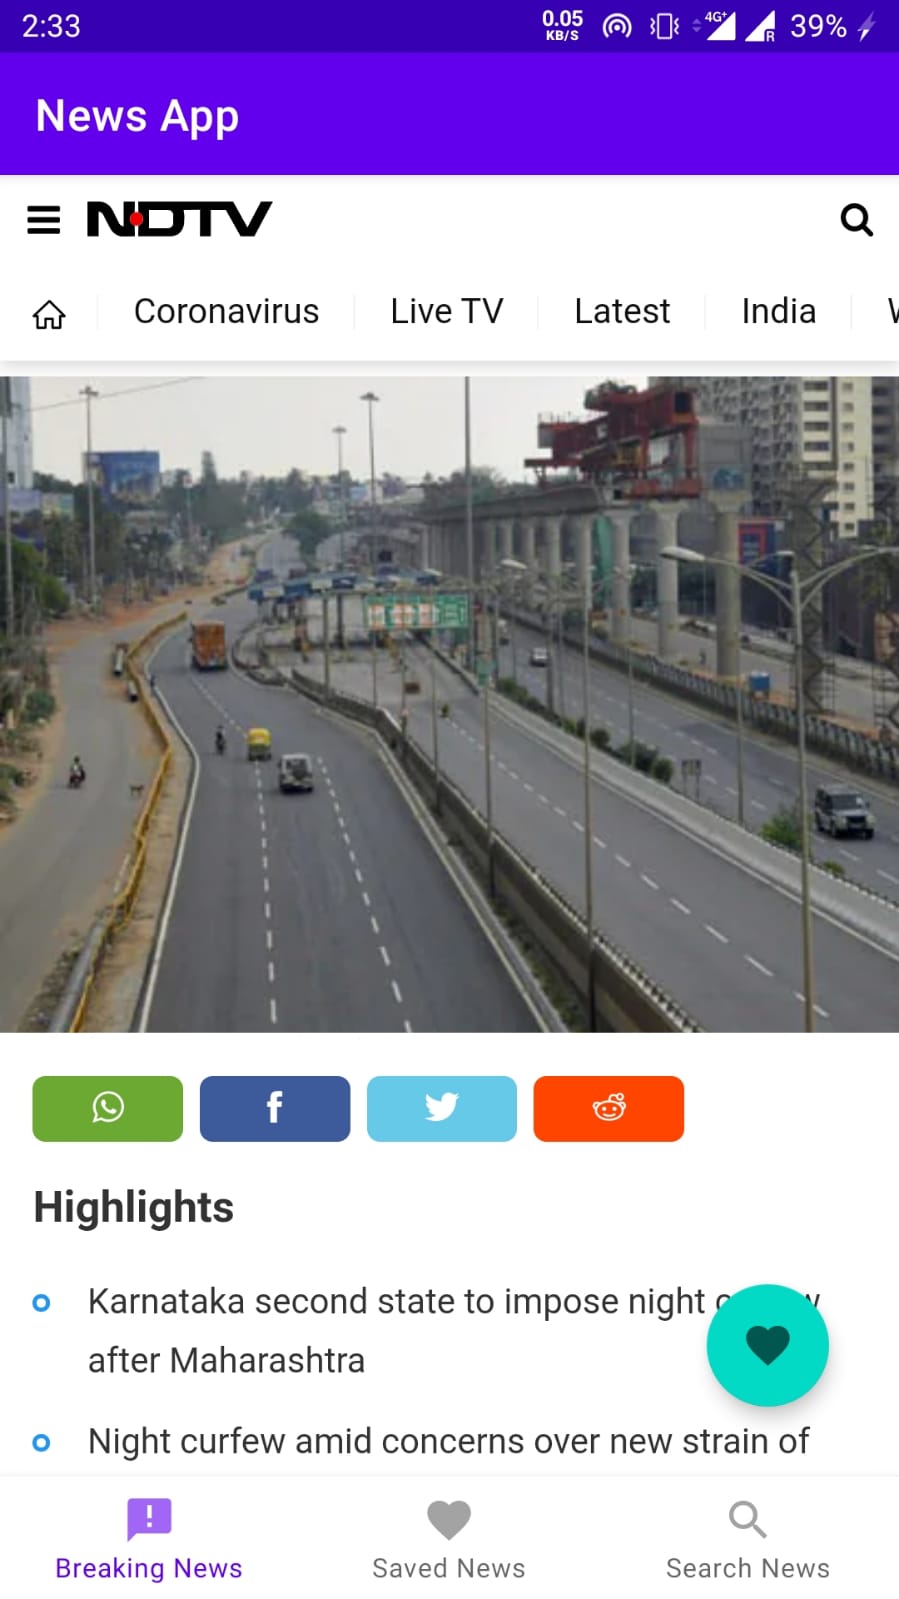 2:33
0.05
KB/S
4G+
R
39%
News App
NDTV
Coronavirus
Live TV
Latest
India
Highlights
Karnataka second state to impose night
after Maharashtra
Night curfew amid concerns over new strain of
Breaking News
Saved News
Search News